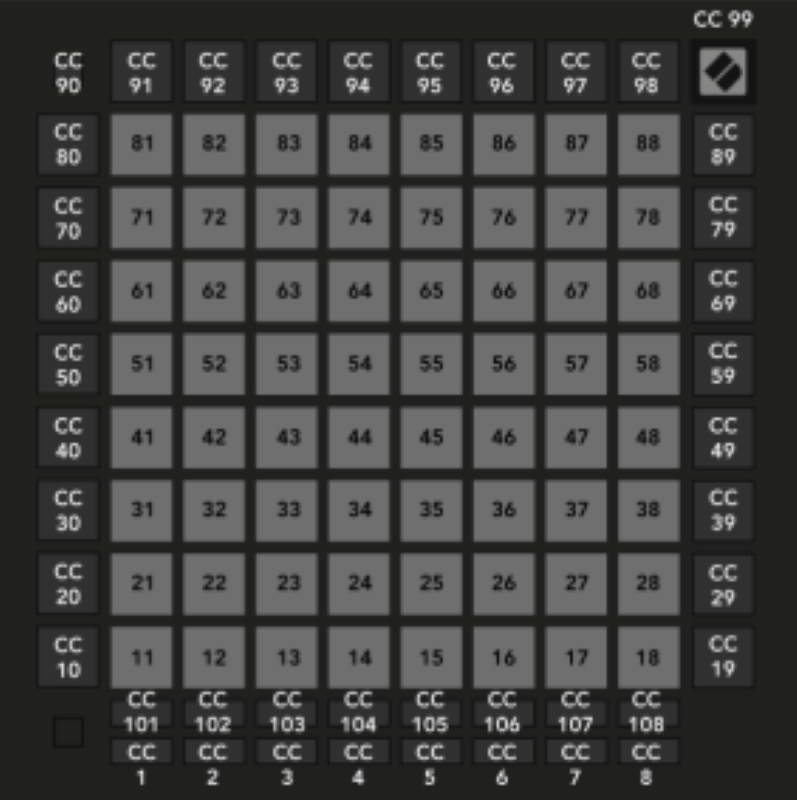 CC 99
CC CC CC CC CC CC CC CC CC
90 91 92 93 94 95 96 97 98
CC 81 82 83 84 85 86 87 88 CC
80 89
CC 71 72 73 74 75 76 77 78 CC
70 79
CC 61 62 63 64 65 66 67 68 CC
60 69
CC 51 52 53 54 55 56 57 58 CC
50 59
CC 41 42 43 44 45 46 47 48 CC
40 49
CC 31 32 33 34 35 36 37 38 CC
30 39
CC 21 22 23 24 25 26 27 28 CC
20 29
CC 11 12 13 14 15 16 17 18 CC
10 19
CC CC CC CC CC CC CC CC
101 102 103 104 105 106 107 108
CC CC CC CC CC CC CC CC
1 2 3 4 5 6 7 8